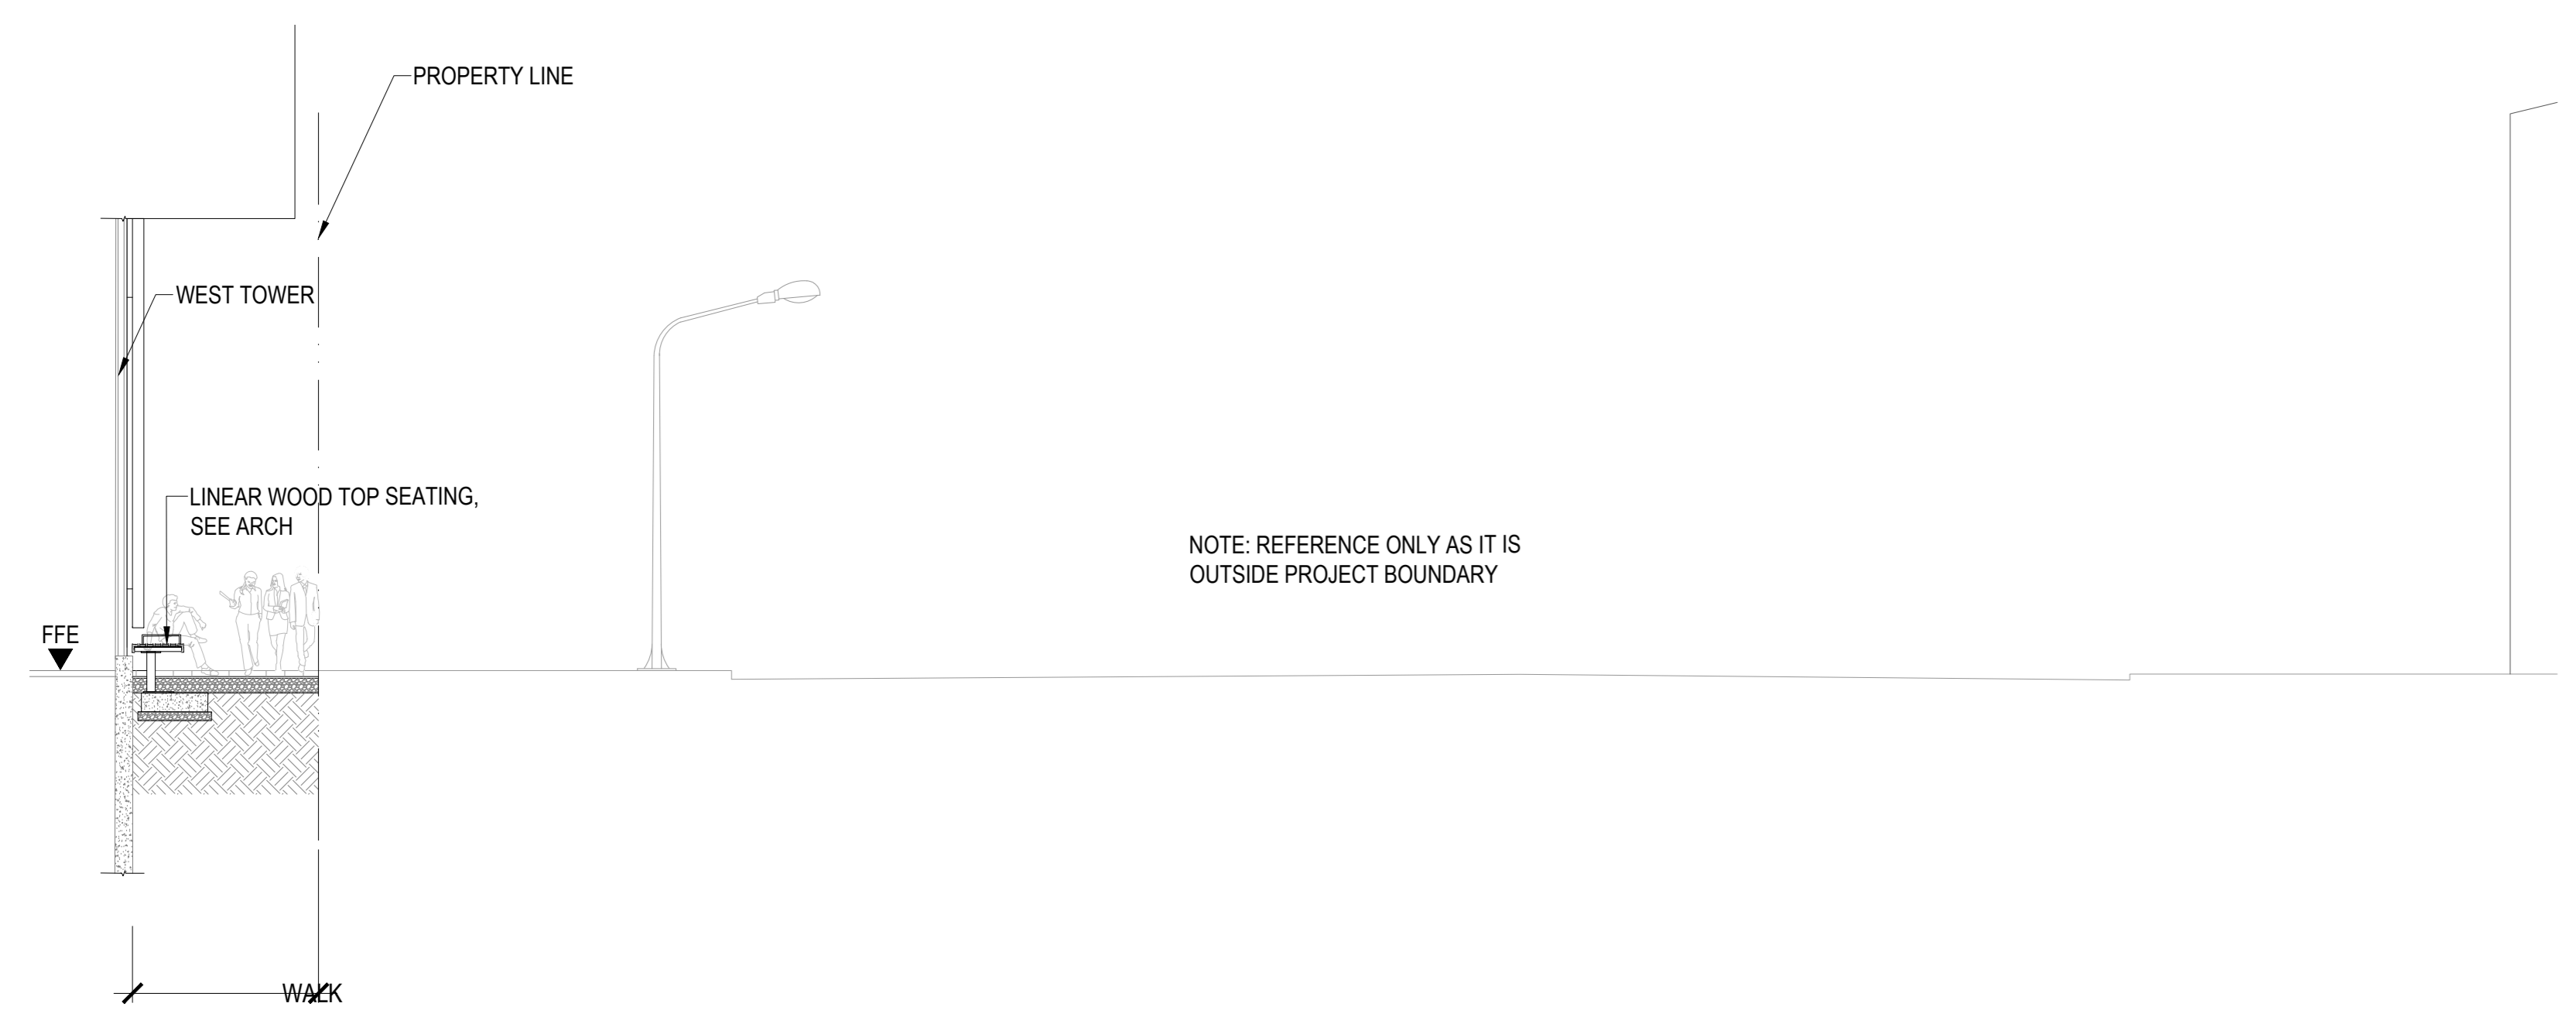 PROPERTY LINE
WEST TOWER
LINEAR WOOD TOP SEATING,
SEE ARCH
NOTE: REFERENCE ONLY AS IT IS
OUTSIDE PROJECT BOUNDARY
FFE
WALK